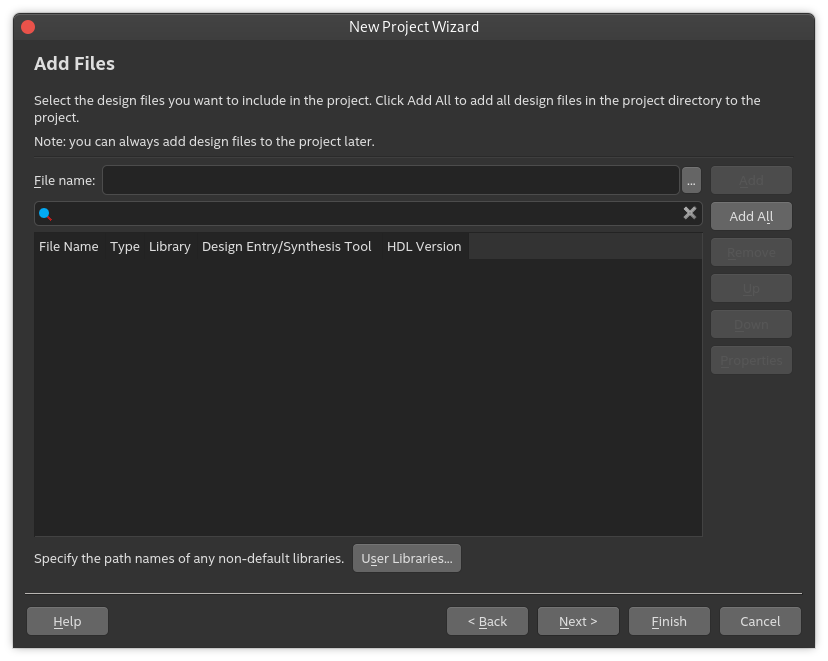 New Project Wizard
Add Files
Select the design files you want to include in the project. Click Add All to add all design files in the project directory to the
project.
Note: you can always add design files to the project later.
File name: ... Add
Add All
File Name Type Library Design Entry/Synthesis Tool HDL Version
Remove
Up
Down
Properties
Specify the path names of any non-default libraries. User Libraries...
Help < Back Next > Finish Cancel